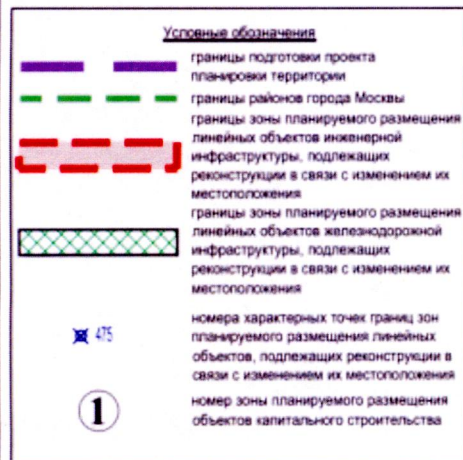 Условные обозначения
границы подготовки проекта
планировки территории
границы районов города Москвы
границы зоны планируемого размещения
линейных объектов инженерной
инфраструктуры, подлежащих
реконструкции в связи с изменением их
местоположения
границы зоны планируемого размещения
линейных объектов железнодорожной
инфраструктуры, подлежащих
реконструкции в связи с изменением их
местоположения
номера характерных точек границ зон
475 планируемого размещения линейных
объектов, подлежащих реконструкции в
связи с изменением их местоположения
1 номер зоны планируемого размещения
объектов капитального строительства